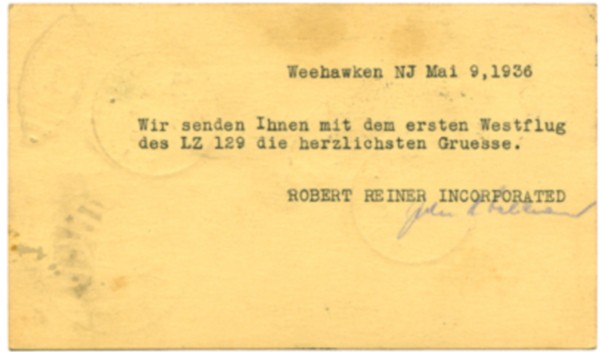 Weehawken NJ Mai 9,1936
Wir senden Ihnen mit dem ersten Westflug
des LZ 129 die herzlichsten Gruesse.
ROBERT REINER INCORPORATED
John